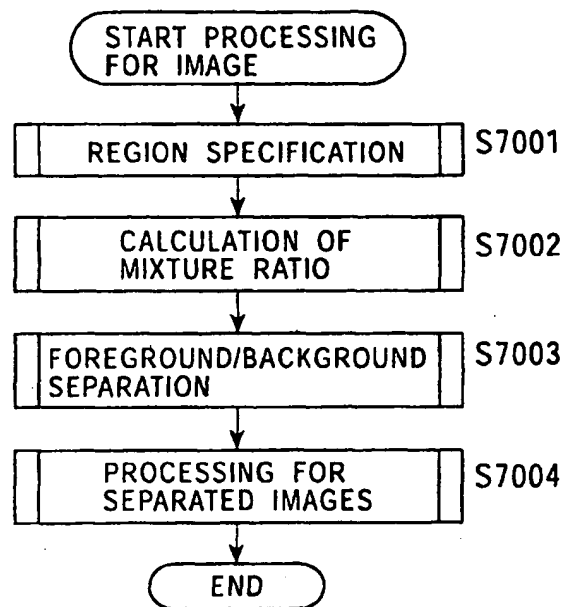 START PROCESSING
FOR IMAGE
REGION SPECIFICATION
S7001
CALCULATION OF
MIXTURE RATIO
S7002
FOREGROUND/BACKGROUND
SEPARATION
S7003
PROCESSING FOR
SEPARATED IMAGES
S7004
END